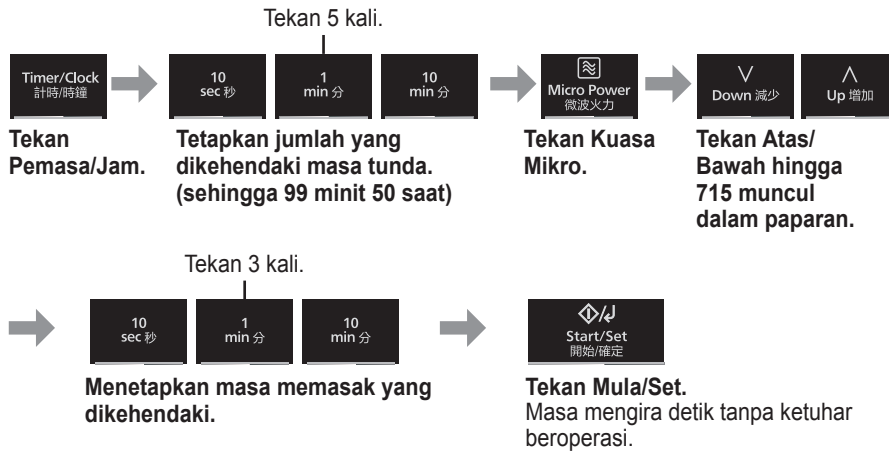 Tekan 5 kali.
Timer/Clock
計時/時鐘
10
sec 秒
1
min 分
10
min 分
Micro Power
微波火力
Down 減少
Up 增加
Tekan
Pemasa/Jam.
Tetapkan jumlah yang
dikehendaki masa tunda.
(sehingga 99 minit 50 saat)
Tekan Kuasa
Mikro.
Tekan Atas/
Bawah hingga
715 muncul
dalam paparan.
Tekan 3 kali.
10
sec 秒
1
min 分
10
min 分
Start/Set
開始/確定
Menetapkan masa memasak yang
dikehendaki.
Tekan Mula/Set.
Masa mengira detik tanpa ketuhar
beroperasi.